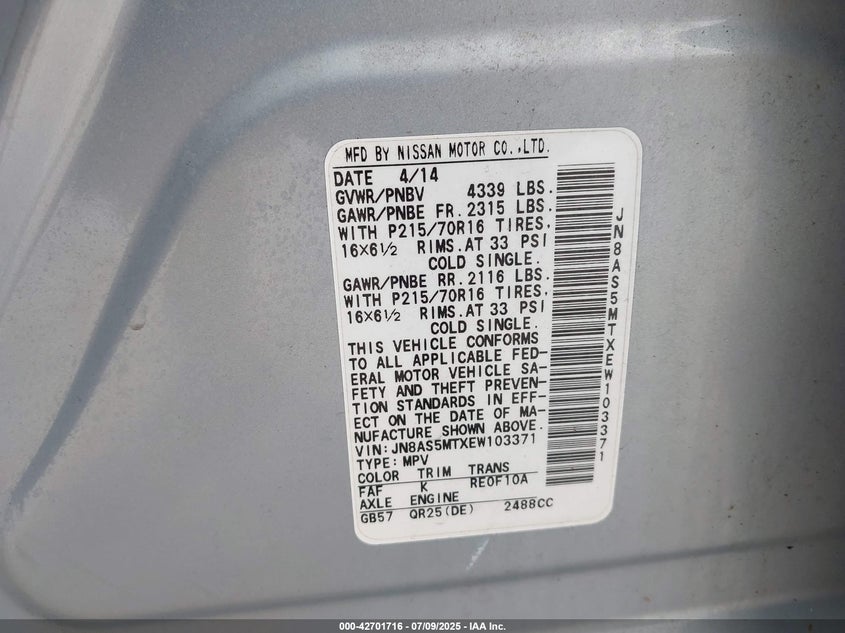 MFD BY NISSAN MOTOR CO.,LTD.
DATE 4/14
GVWR/PNBV 4339 LBS.
GAWR/PNBE FR. 2315 LBS.
WITH P215/70R16 TIRES.
16X6½ RIMS.AT 33 PSI
COLD SINGLE.
GAWR/PNBE RR. 2116 LBS.
WITH P215/70R16 TIRES.
16X6½ RIMS.AT 33 PSI
COLD SINGLE.
THIS VEHICLE CONFORMS
TO ALL APPLICABLE FED-
ERAL MOTOR VEHICLE SA-
FETY AND THEFT PREVEN-
TION STANDARDS IN EFF-
ECT ON THE DATE OF MA-
NUFACTURE SHOWN ABOVE.
VIN:JN8AS5MTXEW103371
TYPE:MPV
COLOR TRIM TRANS
FAF K RE0F10A
AXLE ENGINE
GB57 QR25(DE) 2488CC
JN8AS5MTXEW103371
000-42701716 - 07/09/2025 - IAA Inc.